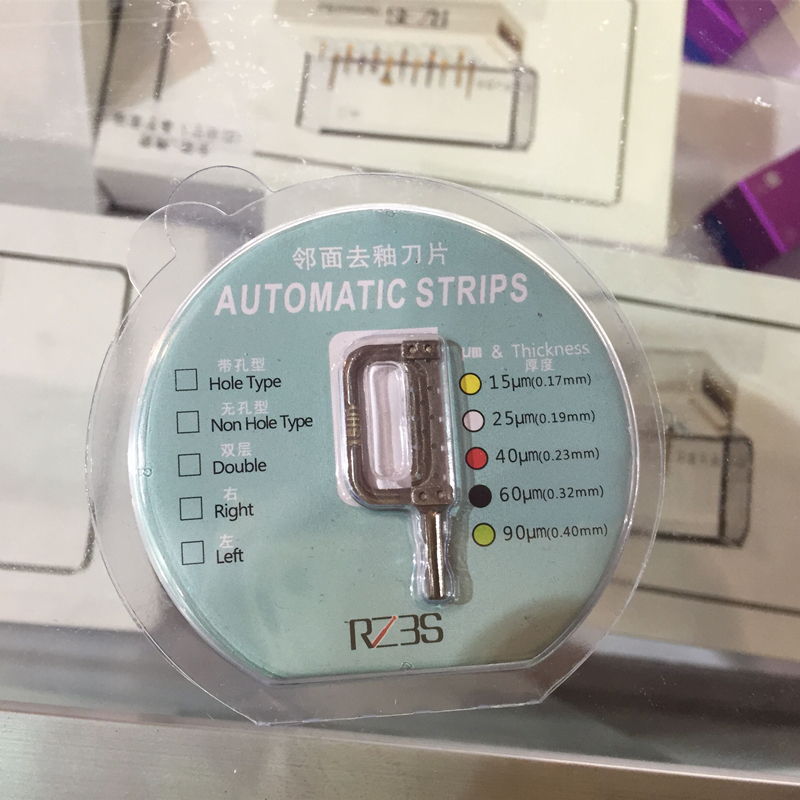 邻面去釉刀片
AUTOMATIC STRIPS
带孔型
Hole Type
无孔型
Non Hole Type
双层
Double
右
Right
左
Left
μm & Thickness
厚度
15μm(0.17mm)
25μm(0.19mm)
40μm(0.23mm)
60μm(0.32mm)
90μm(0.40mm)
RZ3S